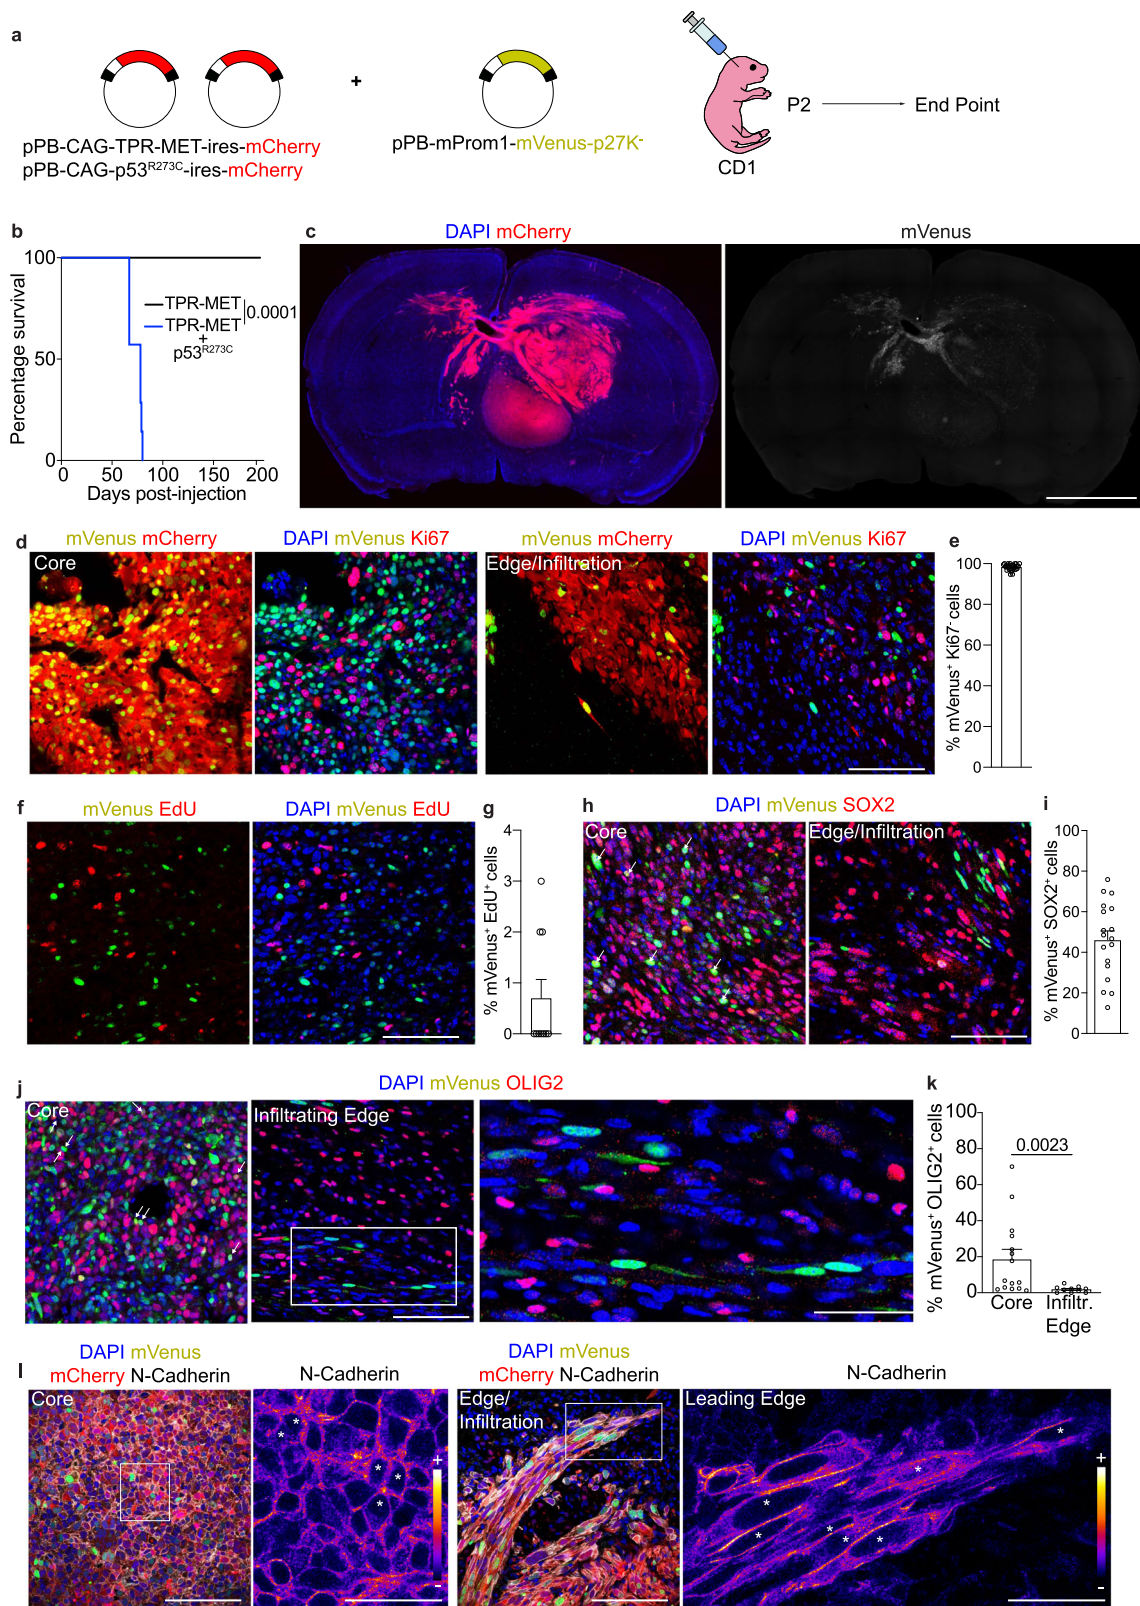 a
+
pPB-CAG-TPR-MET-ires-mCherry
pPB-CAG-p53R273C-ires-mCherry
pPB-mProm1-mVenus-p27K-
P2
End Point
CD1
b
Percentage survival
100
50
0
0 50 100 150 200
Days post-injection
TPR-MET
TPR-MET
+
p53R273C
0.0001
c
DAPI mCherry
mVenus
d
mVenus mCherry
Core
DAPI mVenus Ki67
mVenus mCherry
Edge/Infiltration
DAPI mVenus Ki67
e
% mVenus+ Ki67- cells
100
80
60
40
20
0
f
mVenus EdU
DAPI mVenus EdU
g
% mVenus+ EdU+ cells
4
3
2
1
0
h
DAPI mVenus SOX2
Core
Edge/Infiltration
i
% mVenus+ SOX2+ cells
100
80
60
40
20
0
j
DAPI mVenus OLIG2
Core
Infiltrating Edge
k
% mVenus+ OLIG2+ cells
100
80
60
40
20
0
0.0023
Core
Infiltr.
Edge
l
DAPI mVenus
mCherry N-Cadherin
Core
N-Cadherin
* * * * * *
+
-
DAPI mVenus
mCherry N-Cadherin
Edge/
Infiltration
N-Cadherin
Leading Edge
* * * * * * *
+
-